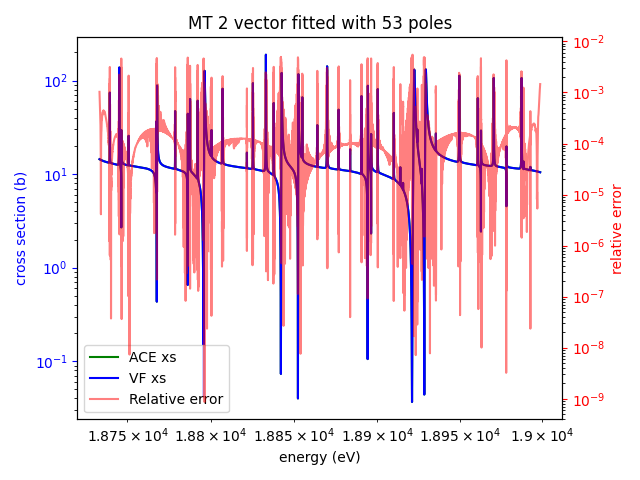 MT 2 vector fitted with 53 poles
10²
10¹
10⁰
10⁻¹
cross section (b)
10⁻²
10⁻³
10⁻⁴
10⁻⁵
10⁻⁶
10⁻⁷
10⁻⁸
10⁻⁹
relative error
ACE xs
VF xs
Relative error
1.875 × 10⁴ 1.88 × 10⁴ 1.885 × 10⁴ 1.89 × 10⁴ 1.895 × 10⁴ 1.9 × 10⁴
energy (eV)